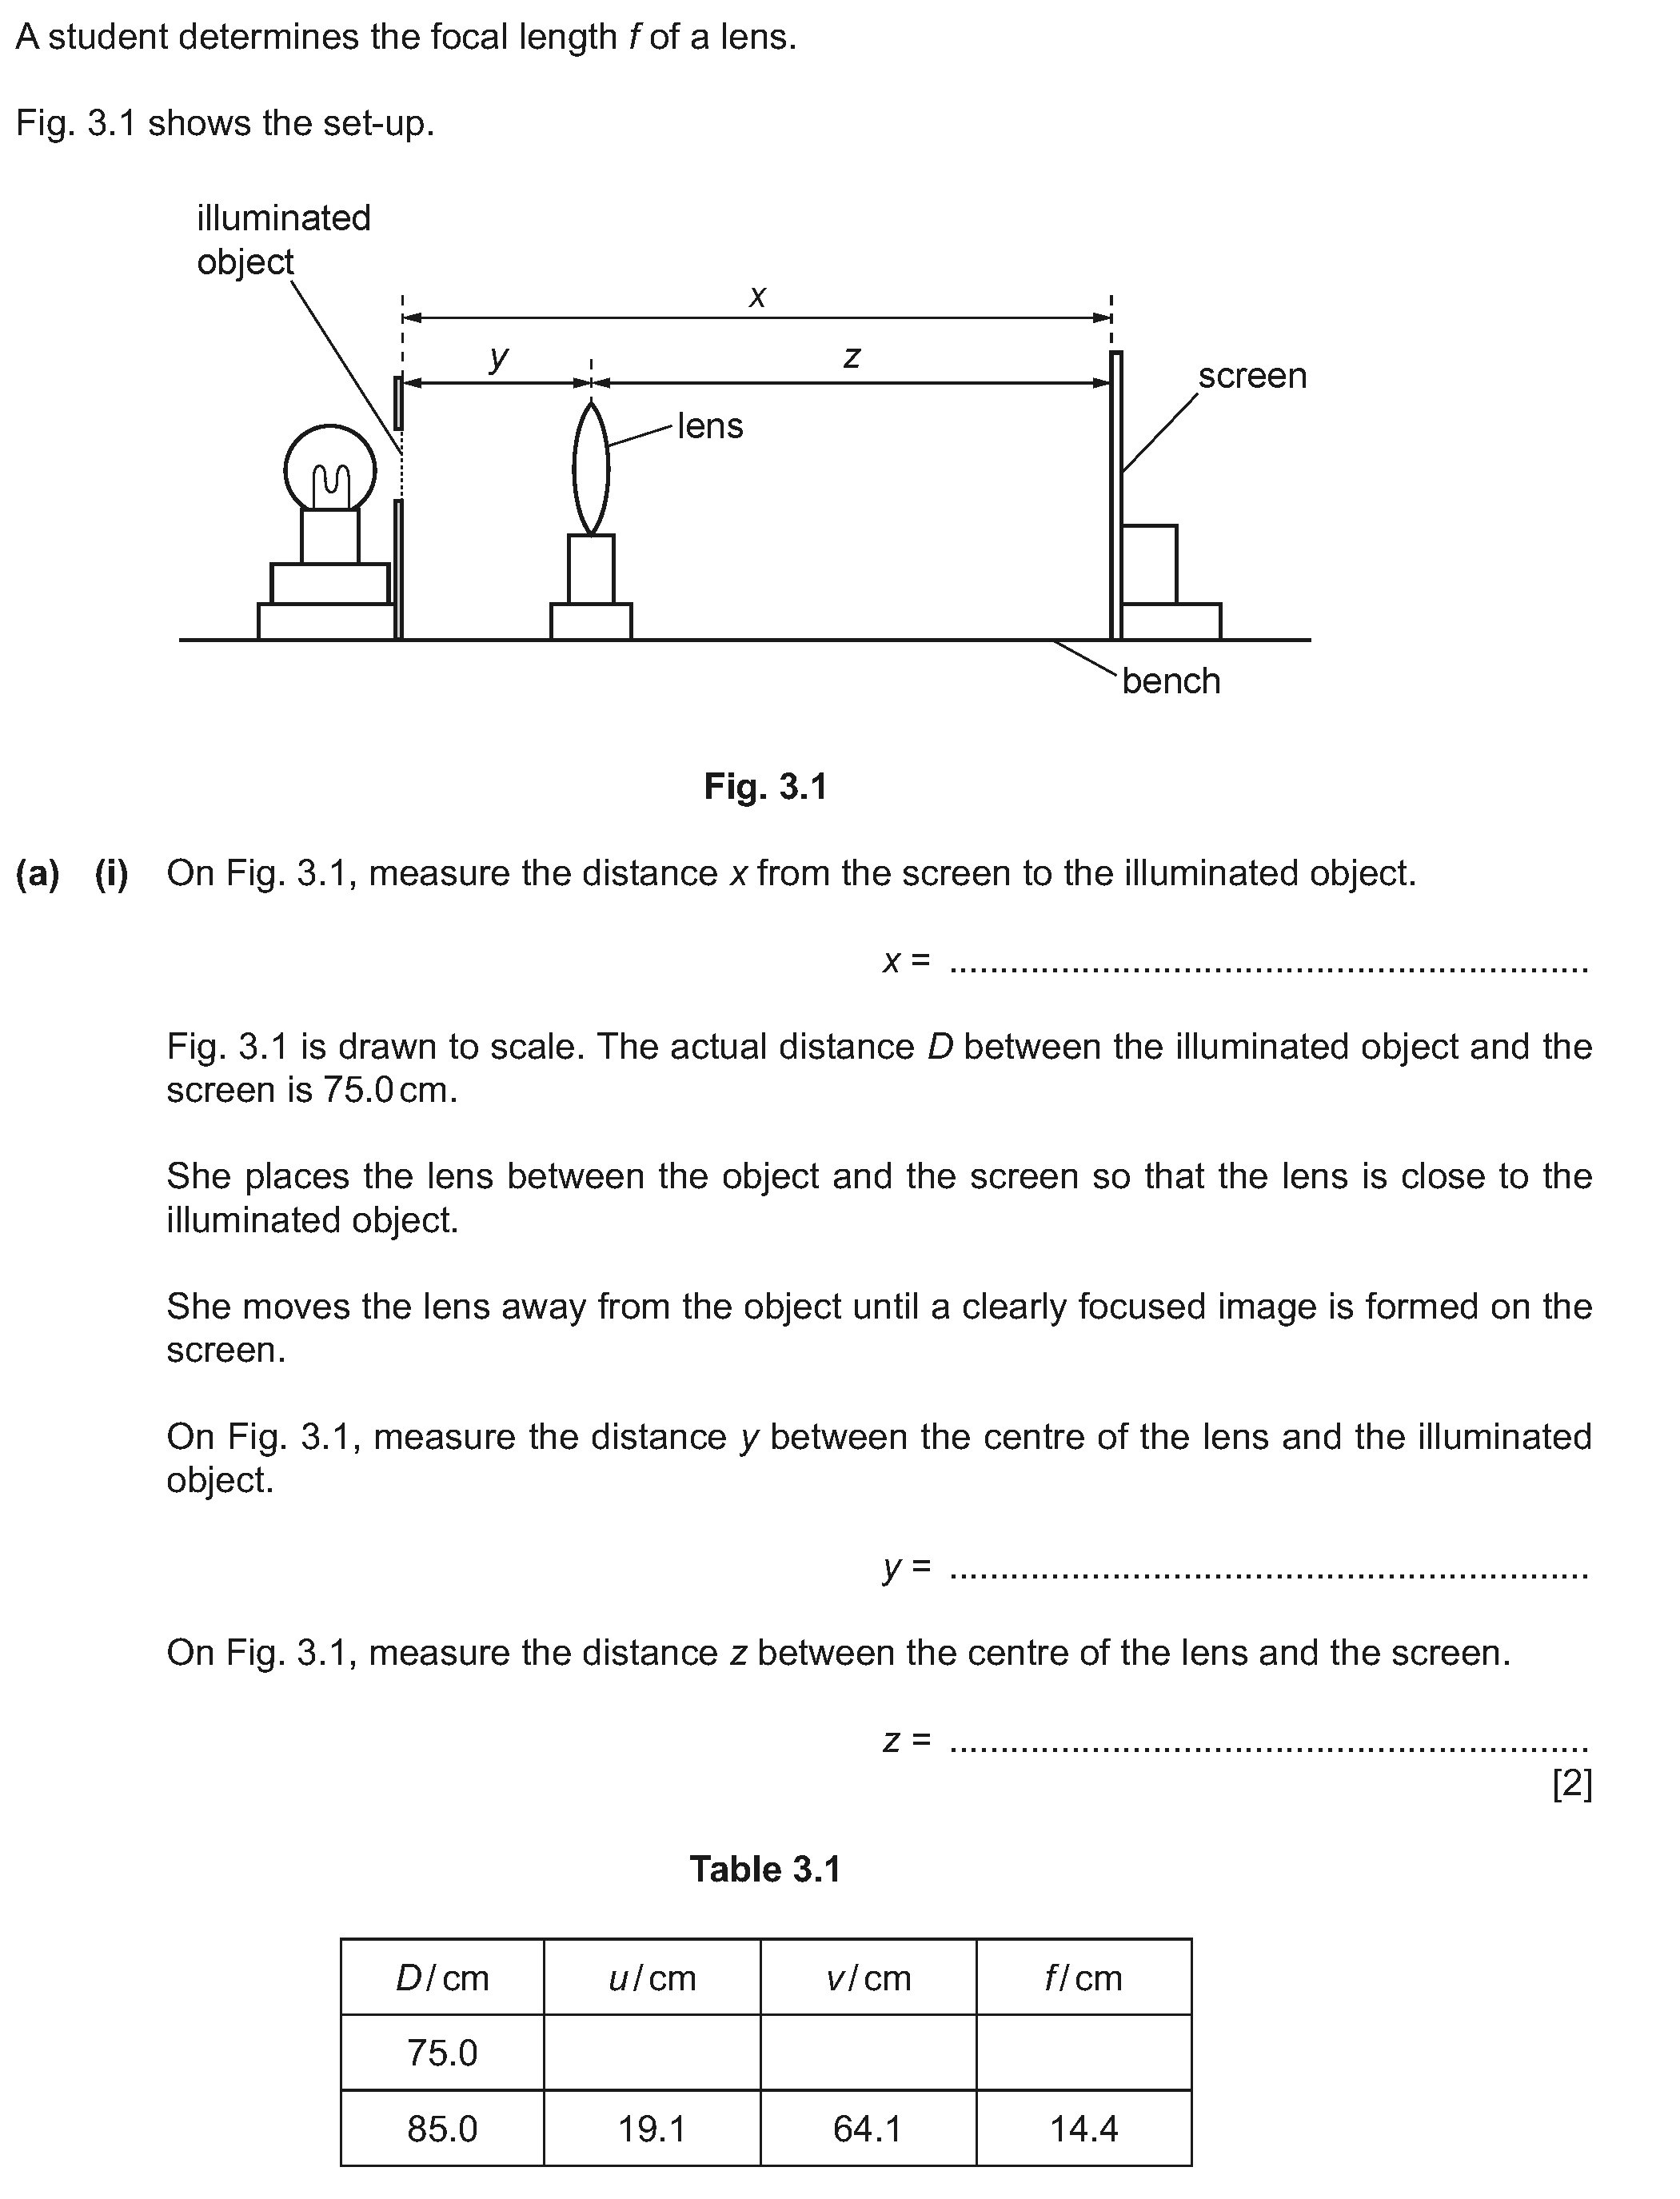 A student determines the focal length f of a lens.
Fig. 3.1 shows the set-up.
illuminated
object
x
y
z
screen
lens
bench
Fig. 3.1
(a) (i) On Fig. 3.1, measure the distance x from the screen to the illuminated object.
x = ................................................................
Fig. 3.1 is drawn to scale. The actual distance D between the illuminated object and the
screen is 75.0 cm.
She places the lens between the object and the screen so that the lens is close to the
illuminated object.
She moves the lens away from the object until a clearly focused image is formed on the
screen.
On Fig. 3.1, measure the distance y between the centre of the lens and the illuminated
object.
y = ................................................................
On Fig. 3.1, measure the distance z between the centre of the lens and the screen.
z = ................................................................
[2]
Table 3.1
D/cm u/cm v/cm f/cm
75.0
85.0 19.1 64.1 14.4